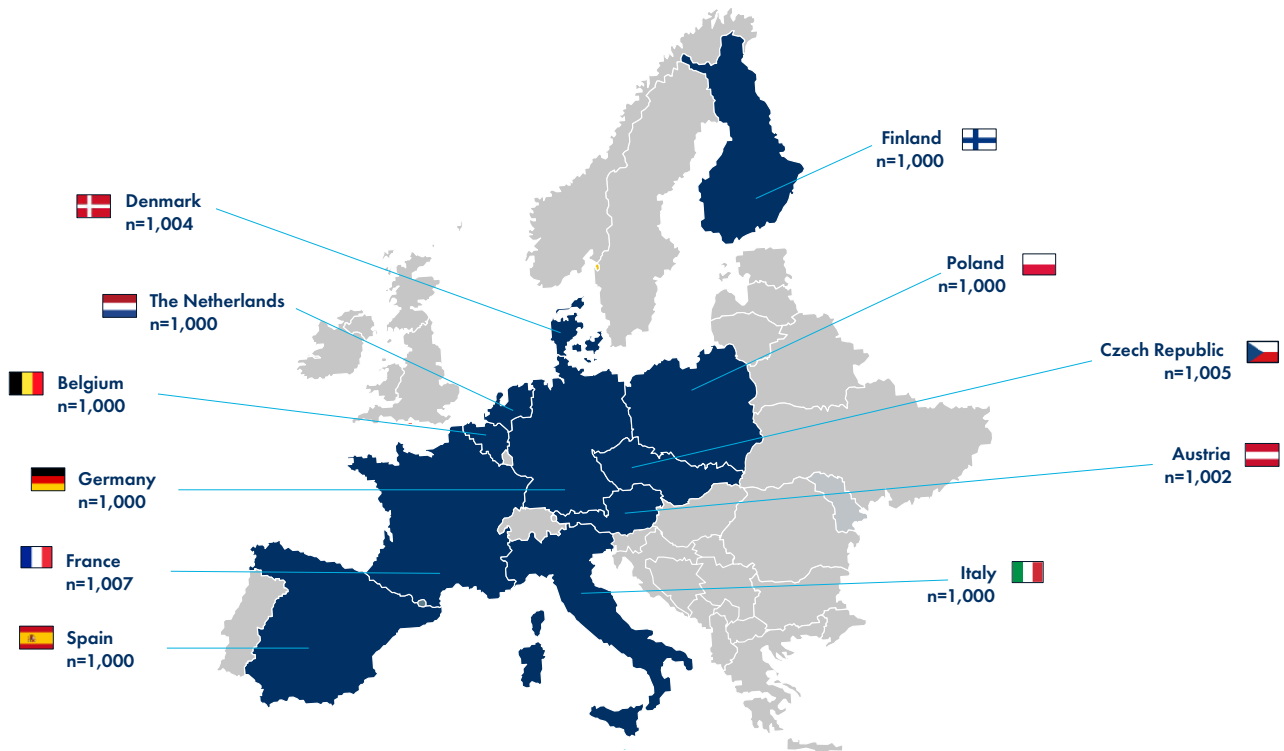 Finland
n=1,000
Denmark
n=1,004
Poland
n=1,000
The Netherlands
n=1,000
Czech Republic
n=1,005
Belgium
n=1,000
Austria
n=1,002
Germany
n=1,000
France
n=1,007
Italy
n=1,000
Spain
n=1,000